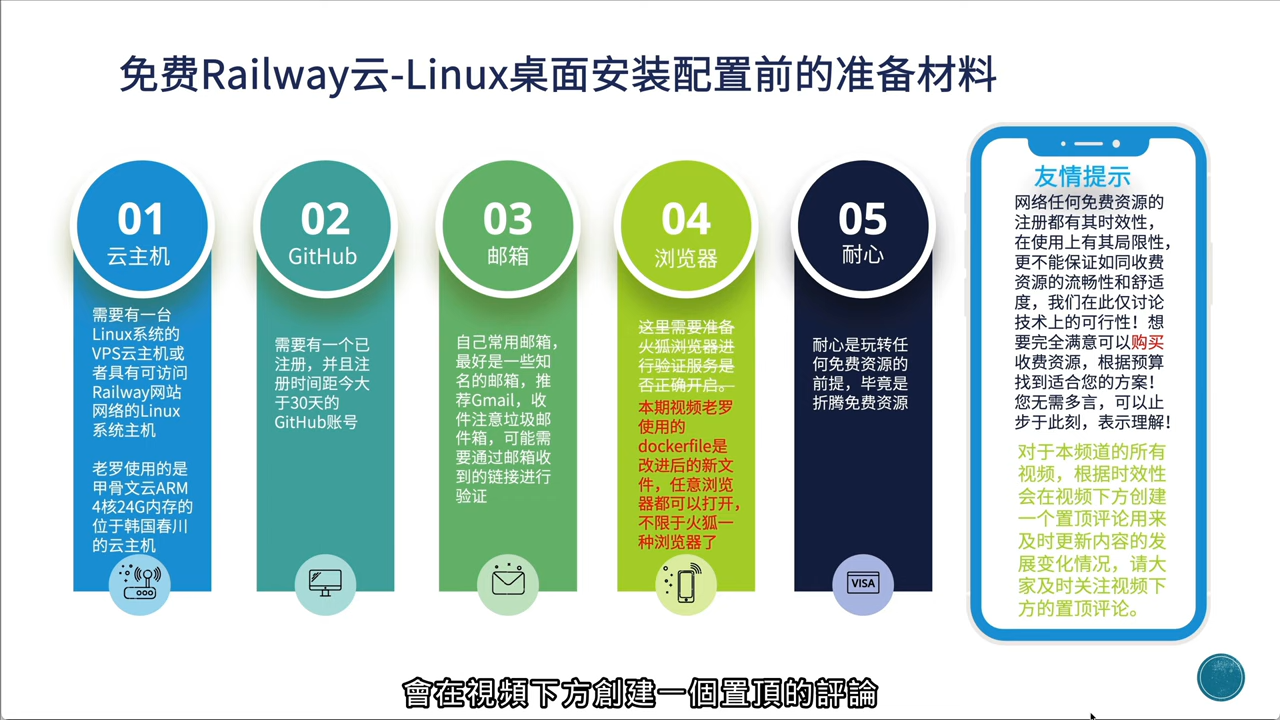 免费Railway云-Linux桌面安装配置前的准备材料
01
云主机
需要有一台
Linux系统的
VPS云主机或
者具有可访问
Railway网站
网络的Linux
系统主机
老罗使用的是
甲骨文云ARM
4核24G内存的
位于韩国春川
的云主机
02
GitHub
需要有一个已
注册，并且注
册时间距今大
于30天的
GitHub账号
03
邮箱
自己常用邮箱，
最好是一些知
名的邮箱，推
荐Gmail，收
件注意垃圾邮
件箱，可能需
要通过邮箱收
到的链接进行
验证
04
浏览器
这里需要准备
火狐浏览器进
行验证服务是
否正确开启。
本期视频老罗
使用的
dockerfile是
改进后的新文
件，任意浏览
器都可以打开，
不限于火狐一
种浏览器了
05
耐心
耐心是玩转任
何免费资源的
前提，毕竟是
折腾免费资源
VISA
友情提示
网络任何免费资源的
注册都有其时效性，
在使用上有其局限性，
更不能保证如同收费
资源的流畅性和舒适
度，我们在此仅讨论
技术上的可行性！想
要完全满意可以购买
收费资源，根据预算
找到适合您的方案！
您无需多言，可以止
步于此刻，表示理解！
对于本频道的所有
视频，根据时效性
会在视频下方创建
一个置顶评论用来
及时更新内容的发
展变化情况，请大
家及时关注视频下
方的置顶评论。
會在視頻下方創建一個置頂的評論